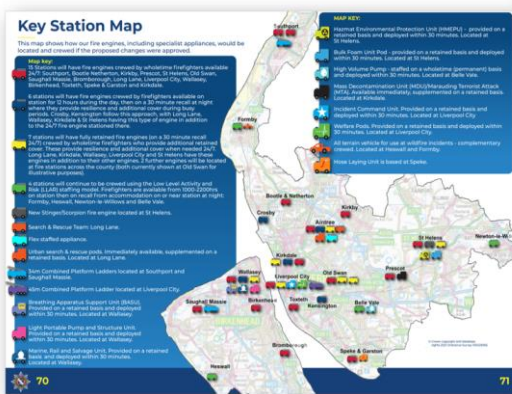 Key Station Map
This map shows how our fire engines, including specialist appliances, would be
located and crewed if the proposed changes were approved.
Map key:
15 Stations will have fire engines crewed by wholetime firefighters available
24/7: Southport, Bootle Netherton, Kirkby, Prescot, St Helens, Old Swan,
Saughall Massie, Bromborough, Long Lane, Liverpool City, Wallasey,
Birkenhead, Toxteth, Speke & Garston and Kirkdale.
6 stations will have fire engines crewed by firefighters available on
station for 12 hours during the day, then on a 30 minute recall at night
where they provide resilience and additional cover during busy
periods. Crosby, Kensington follow this approach, with Long Lane,
Wallasey, Kirkdale & St Helens having this type of engine in addition
to the 24/7 fire engine stationed there.
7 stations will have fully retained fire engines (on a 30 minute recall
24/7) crewed by wholetime firefighters who provide additional retained
cover. These provide resilience and additional cover when needed 24/7.
Long Lane, Kirkdale, Wallasey, Liverpool City and St Helens have these
engines in addition to their other engines. 2 further engines will be located
at fire stations across the county (both currently shown at Old Swan for
illustrative purposes).
4 stations will continue to be crewed using the Low Level Activity and
Risk (LLAR) staffing model. Firefighters are available from 1000-2200hrs
on station then on recall from accommodation on or near station at night:
Formby, Heswall, Newton-le-Willows and Belle Vale.
New Stinger/Scorpion fire engine located at St Helens.
Search & Rescue Team: Long Lane.
Flex staffed appliance.
Urban search & rescue pods. Immediately available, supplemented on a
retained basis. Located at Long Lane.
54m Combined Platform Ladders located at Southport and
Saughall Massie.
45m Combined Platform Ladder located at Liverpool City.
Breathing Apparatus Support Unit (BASU).
Provided on a retained basis and deployed
within 30 minutes. Located at Wallasey.
Light Portable Pump and Structure Unit.
Provided on a retained basis and deployed
within 30 minutes. Located at Wallasey.
Marine, Rail and Salvage Unit. Provided on a retained
basis and deployed within 30 minutes.
Located at Wallasey.
70
MAP KEY:
Hazmat Environmental Protection Unit (HMEPU) - provided on a
retained basis and deployed within 30 minutes. Located at
St Helens.
Bulk Foam Unit Pod - provided on a retained basis and deployed
within 30 minutes. Located at St Helens.
High Volume Pump - staffed on a wholetime (permanent) basis
and deployed within 30 minutes. Located at Belle Vale.
Mass Decontamination Unit (MDU)/Marauding Terrorist Attack
(MTA). Available immediately, supplemented on a retained basis
Located at Kirkdale.
Incident Command Unit. Provided on a retained basis and
deployed within 30 minutes. Located at Liverpool City.
Welfare Pods. Provided on a retained basis and deployed within
30 minutes. Located at Liverpool City.
All terrain vehicle for use at wildfire incidents - complementary
crewed. Located at Heswall and Formby.
Hose Laying Unit is based at Speke.
Southport
Formby
Bootle & Netherton
Crosby
Kirkby
Aintree
St Helens
Newton-le-Wi
Kirkdale
Wallasey
Liverpool City
Old Swan
Prescot
Saughall Massie
Birkenhead
Toxteth
Kensington
Belle Vale
Bromborough
Speke & Garston
Heswall
71